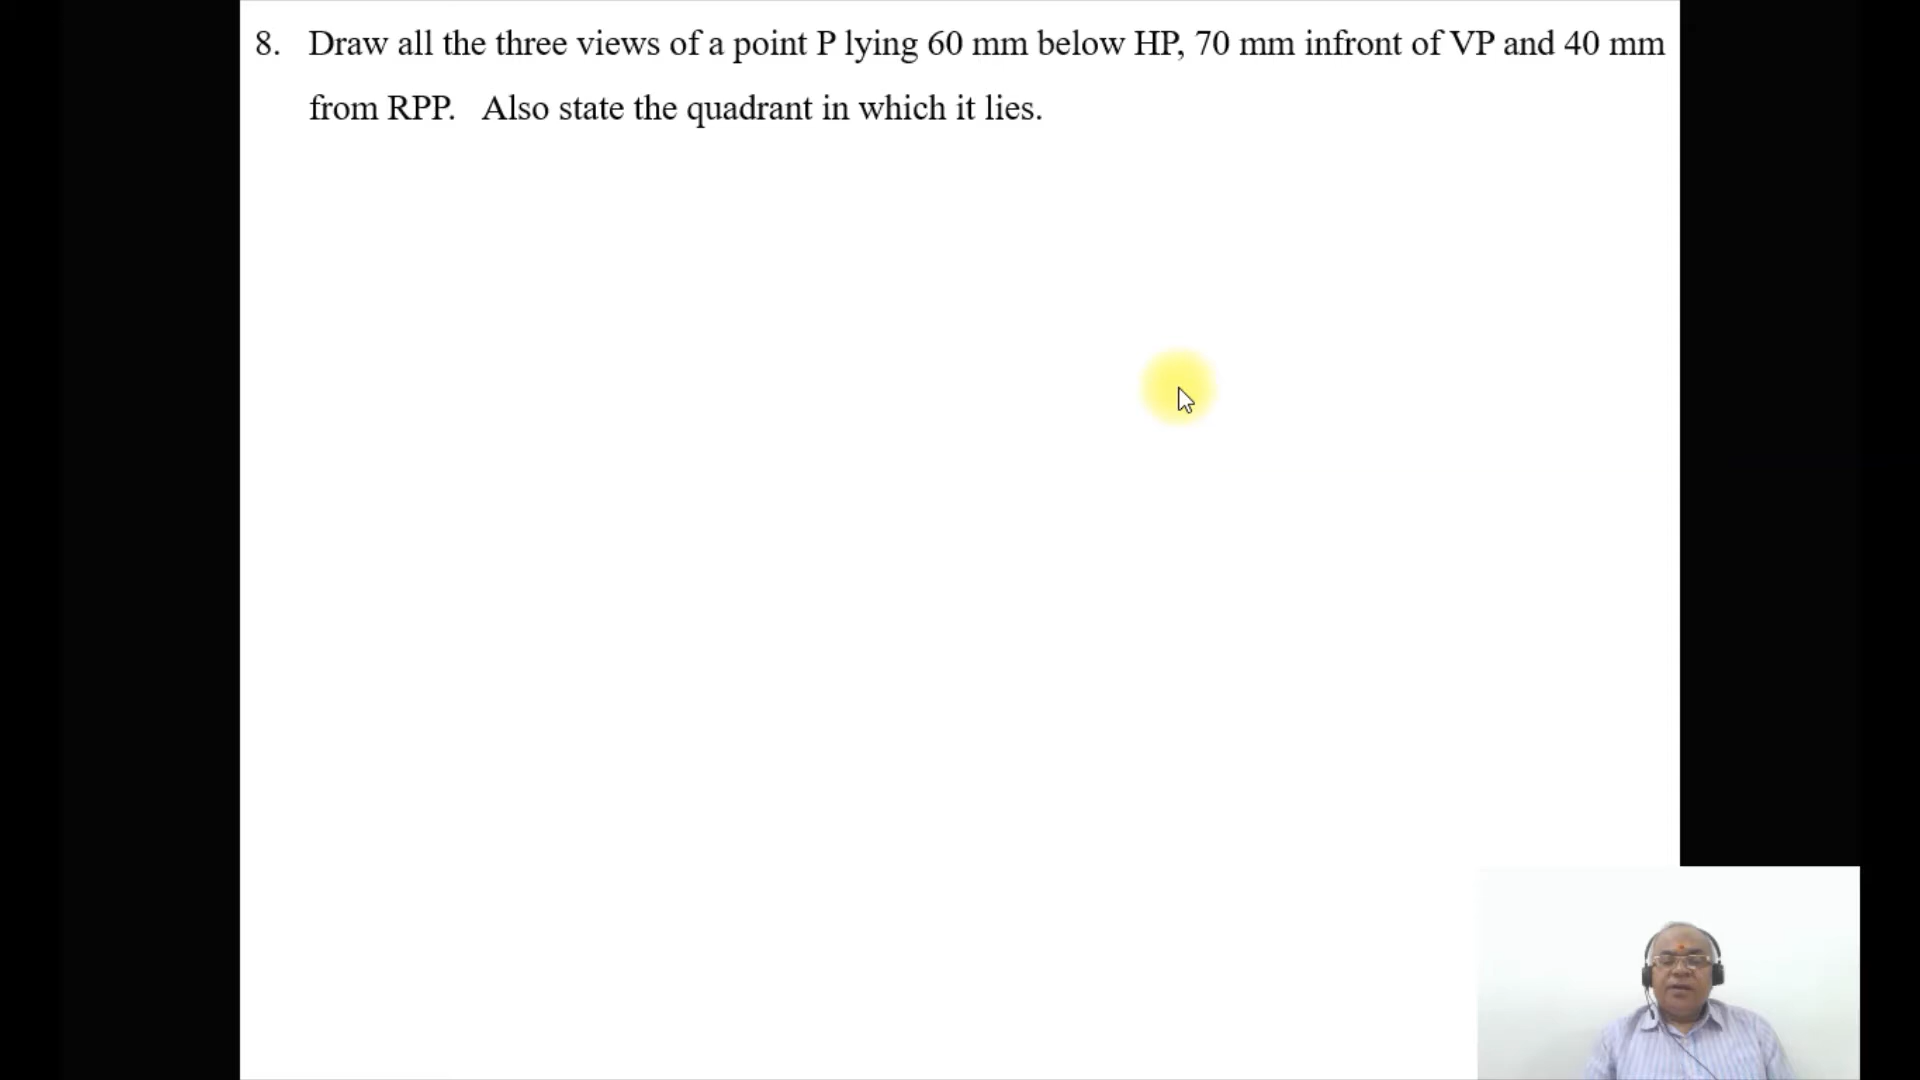 8. Draw all the three views of a point P lying 60 mm below HP, 70 mm infront of VP and 40 mm
from RPP. Also state the quadrant in which it lies.